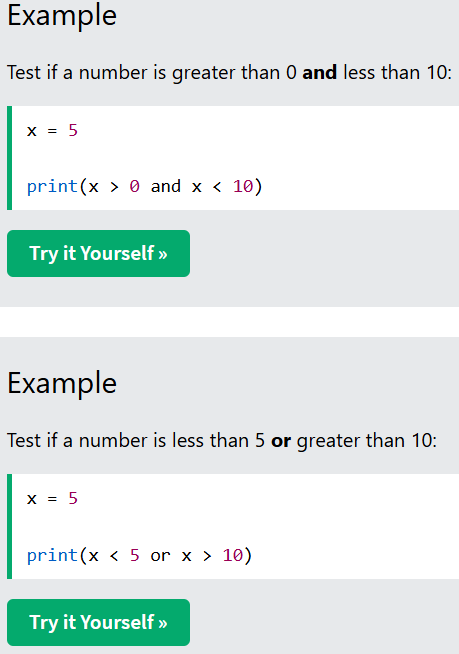 Example
Test if a number is greater than 0 and less than 10:
x = 5
print(x > 0 and x < 10)
Try it Yourself »
Example
Test if a number is less than 5 or greater than 10:
x = 5
print(x < 5 or x > 10)
Try it Yourself »